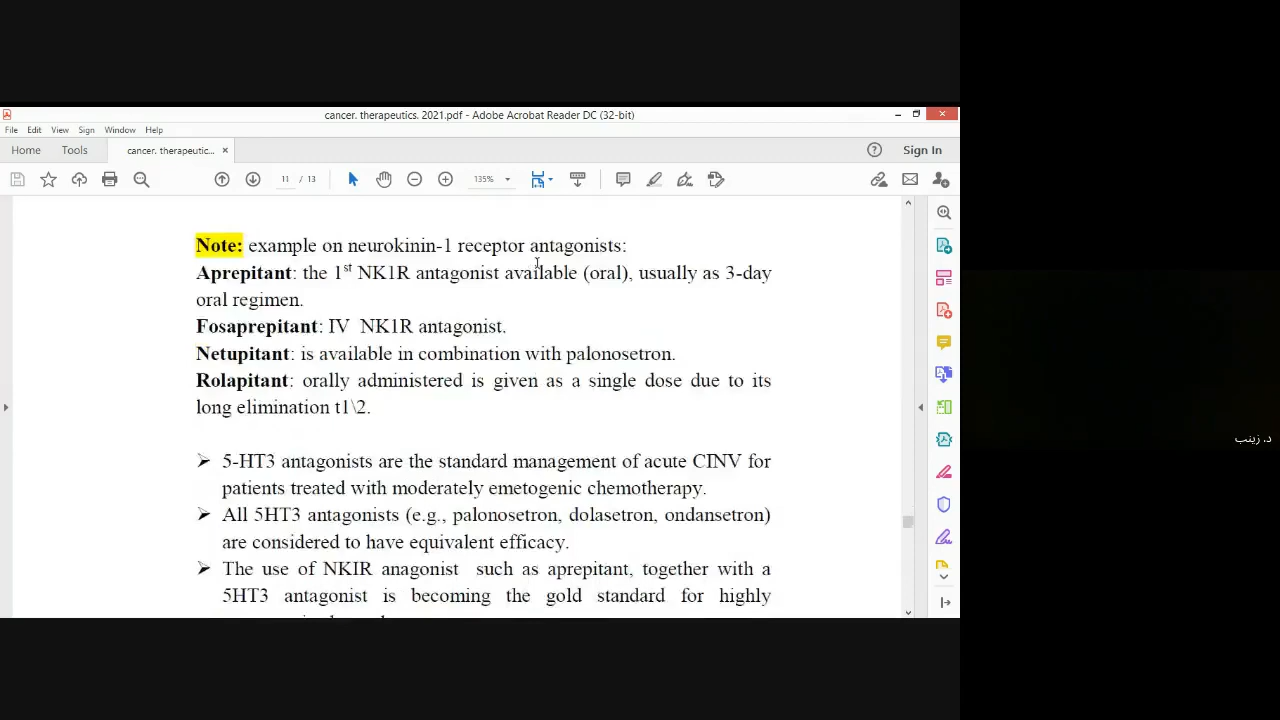 cancer. therapeutics. 2021.pdf - Adobe Acrobat Reader DC (32-bit)
File Edit View Sign Window Help
Home Tools cancer. therapeutic... × Sign In
11 / 13 135%
Note: example on neurokinin-1 receptor antagonists:
Aprepitant: the 1st NK1R antagonist available (oral), usually as 3-day
oral regimen.
Fosaprepitant: IV NK1R antagonist.
Netupitant: is available in combination with palonosetron.
Rolapitant: orally administered is given as a single dose due to its
long elimination t1\2.
➢ 5-HT3 antagonists are the standard management of acute CINV for
patients treated with moderately emetogenic chemotherapy.
➢ All 5HT3 antagonists (e.g., palonosetron, dolasetron, ondansetron)
are considered to have equivalent efficacy.
➢ The use of NKIR anagonist such as aprepitant, together with a
5HT3 antagonist is becoming the gold standard for highly
د. زينب